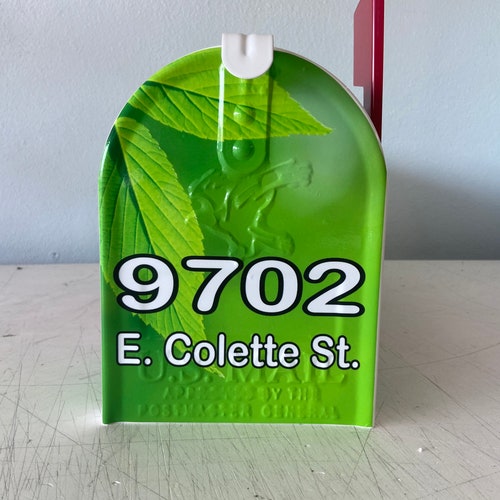 9702
E. Colette St.
U.S. MAIL
APPROVED BY THE
POSTMASTER GENERAL